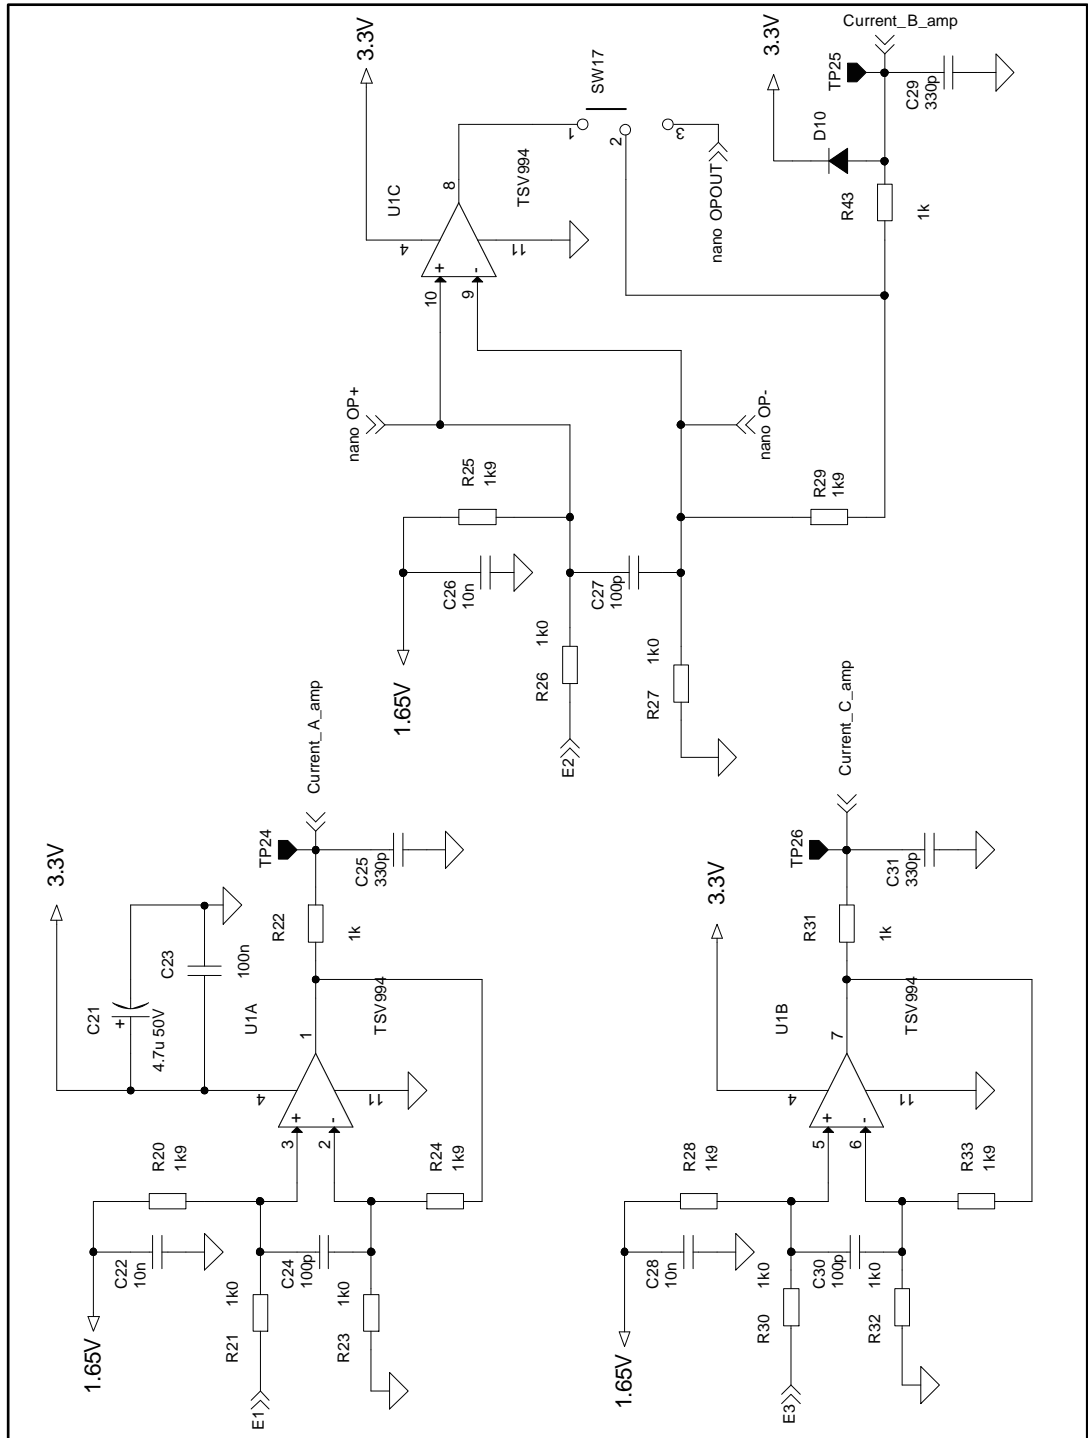 3.3V
U1C
TSV994
4
8
11
10
9
+
-
SW17
1
2
3
nano OPOUT
3.3V
D10
TP25
Current_B_amp
C29
330p
R43
1k
nano OP+
nano OP-
R25
1k9
C26
10n
1.65V
R26
1k0
C27
100p
E2
R27
1k0
R29
1k9
3.3V
C21
4.7u 50V
+
C23
100n
U1A
TSV994
4
1
11
3
2
+
-
R22
1k
TP24
Current_A_amp
C25
330p
R20
1k9
C22
10n
1.65V
R21
1k0
C24
100p
E1
R23
1k0
R24
1k9
3.3V
U1B
TSV994
4
7
11
5
6
+
-
R31
1k
TP26
Current_C_amp
C31
330p
R28
1k9
C28
10n
1.65V
R30
1k0
C30
100p
E3
R32
1k0
R33
1k9